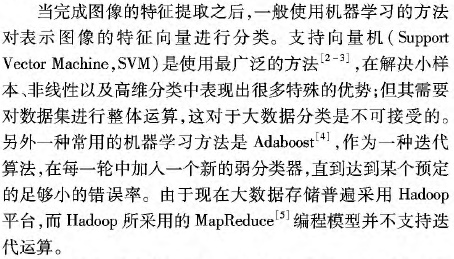 当完成图像的特征提取之后,一般使用机器学习的方法
对表示图像的特征向量进行分类。支持向量机(Support
Vector Machine,SVM)是使用最广泛的方法[2-3],在解决小样
本、非线性以及高维分类中表现出很多特殊的优势;但其需要
对数据集进行整体运算,这对于大数据分类是不可接受的。
另外一种常用的机器学习方法是 Adaboost[4],作为一种迭代
算法,在每一轮中加入一个新的弱分类器,直到达到某个预定
的足够小的错误率。由于现在大数据存储普遍采用 Hadoop
平台,而 Hadoop 所采用的 MapReduce[5]编程模型并不支持迭
代运算。